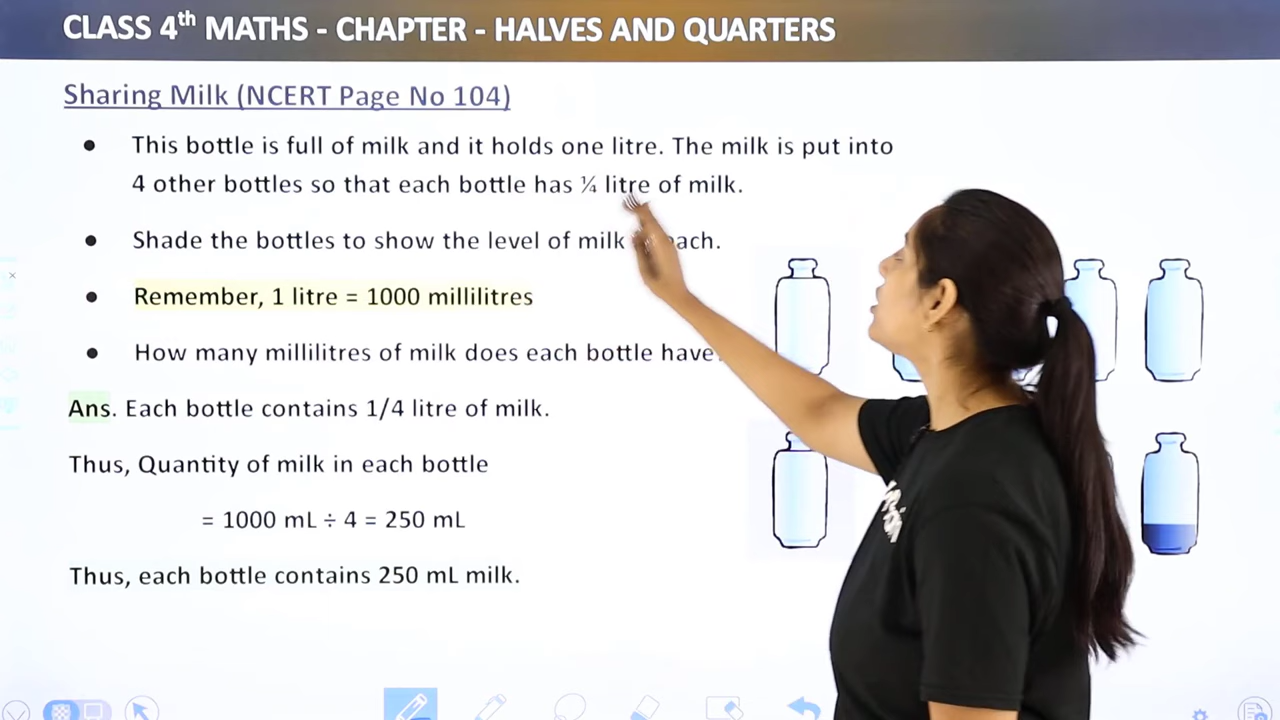 CLASS 4th MATHS - CHAPTER - HALVES AND QUARTERS
Sharing Milk (NCERT Page No 104)
● This bottle is full of milk and it holds one litre. The milk is put into
4 other bottles so that each bottle has ¼ litre of milk.
● Shade the bottles to show the level of milk each.
● Remember, 1 litre = 1000 millilitres
● How many millilitres of milk does each bottle have
Ans. Each bottle contains 1/4 litre of milk.
Thus, Quantity of milk in each bottle
= 1000 mL ÷ 4 = 250 mL
Thus, each bottle contains 250 mL milk.